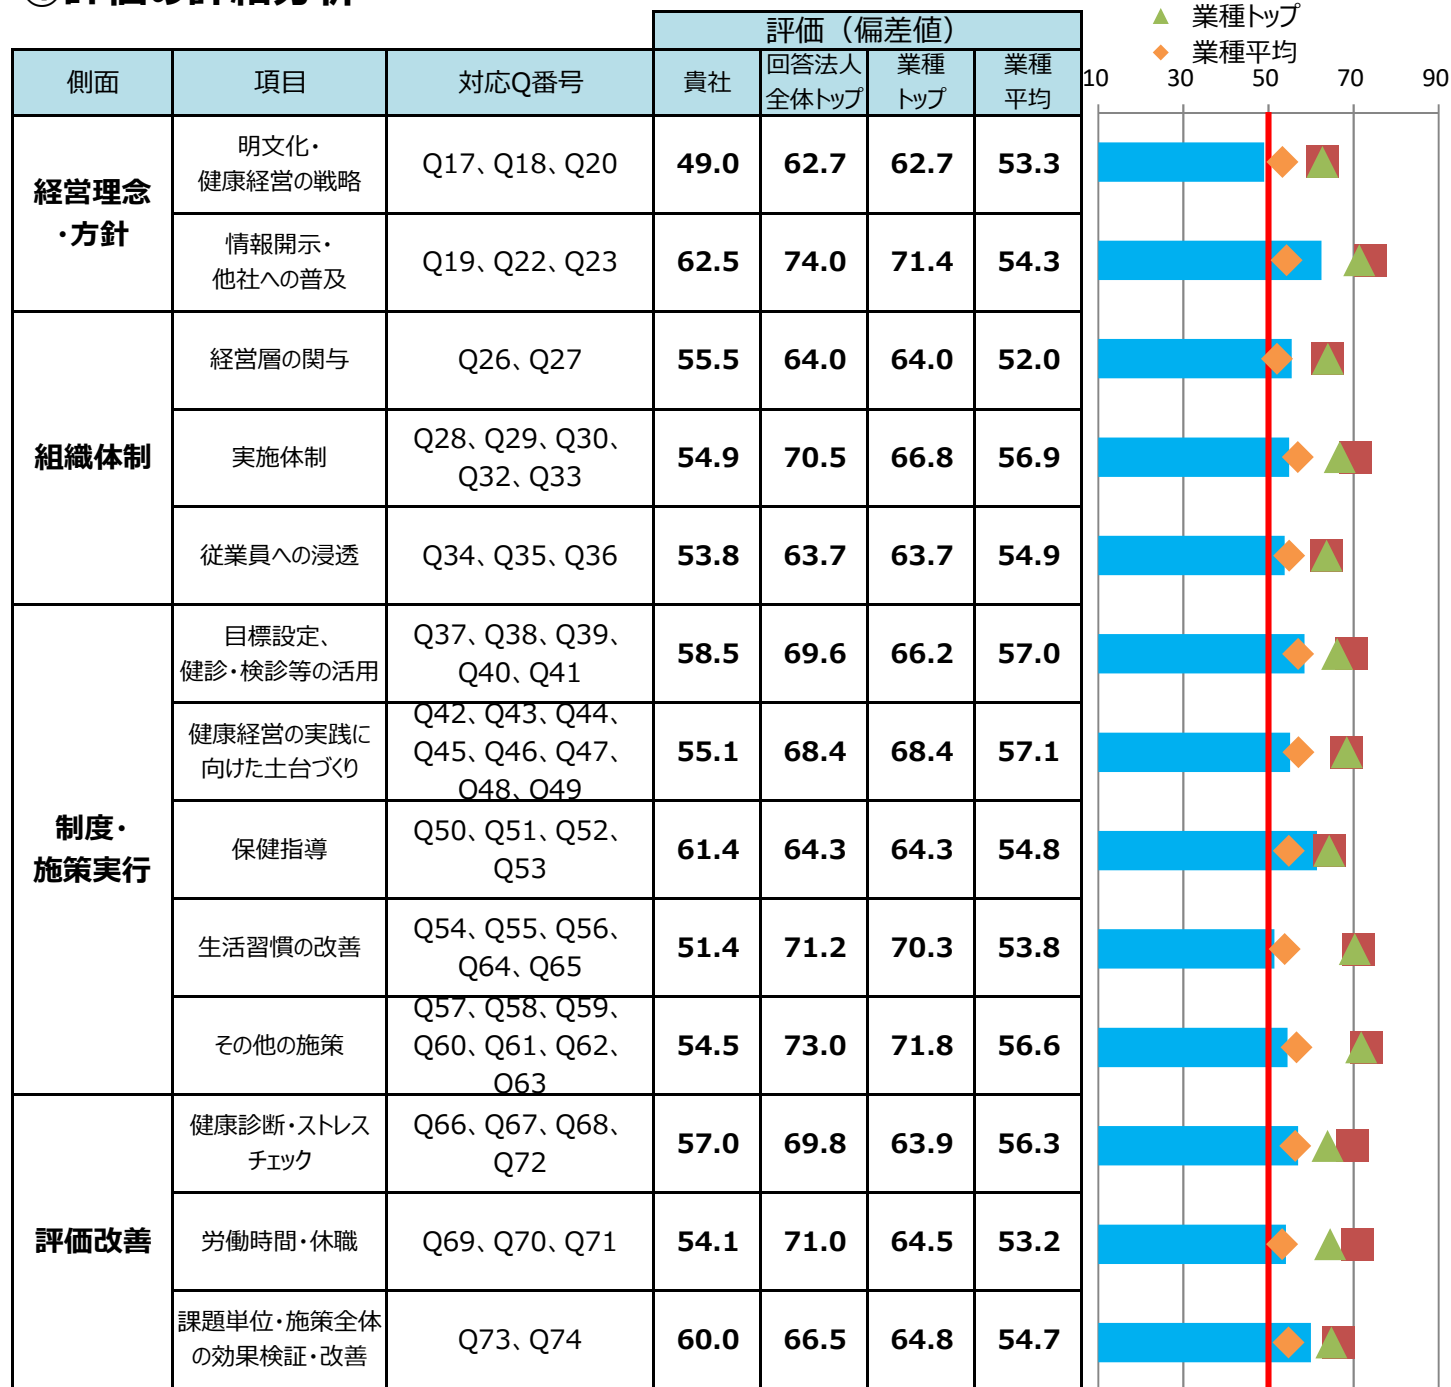 ④評価の詳細分析
▲ 業種トップ
◆ 業種平均
評価（偏差値）
側面 項目 対応Q番号 貴社 回答法人 業種 業種
全体トップ トップ 平均
10 30 50 70 90
経営理念
・方針
明文化・
健康経営の戦略
Q17、Q18、Q20 49.0 62.7 62.7 53.3
情報開示・
他社への普及
Q19、Q22、Q23 62.5 74.0 71.4 54.3
組織体制
経営層の関与 Q26、Q27 55.5 64.0 64.0 52.0
実施体制
Q28、Q29、Q30、
Q32、Q33
54.9 70.5 66.8 56.9
従業員への浸透 Q34、Q35、Q36 53.8 63.7 63.7 54.9
制度・
施策実行
目標設定、
健診・検診等の活用
Q37、Q38、Q39、
Q40、Q41
58.5 69.6 66.2 57.0
健康経営の実践に
向けた土台づくり
Q42、Q43、Q44、
Q45、Q46、Q47、
Q48、Q49
55.1 68.4 68.4 57.1
保健指導
Q50、Q51、Q52、
Q53
61.4 64.3 64.3 54.8
生活習慣の改善
Q54、Q55、Q56、
Q64、Q65
51.4 71.2 70.3 53.8
その他の施策
Q57、Q58、Q59、
Q60、Q61、Q62、
Q63
54.5 73.0 71.8 56.6
評価改善
健康診断・ストレス
チェック
Q66、Q67、Q68、
Q72
57.0 69.8 63.9 56.3
労働時間・休職 Q69、Q70、Q71 54.1 71.0 64.5 53.2
課題単位・施策全体
の効果検証・改善
Q73、Q74 60.0 66.5 64.8 54.7